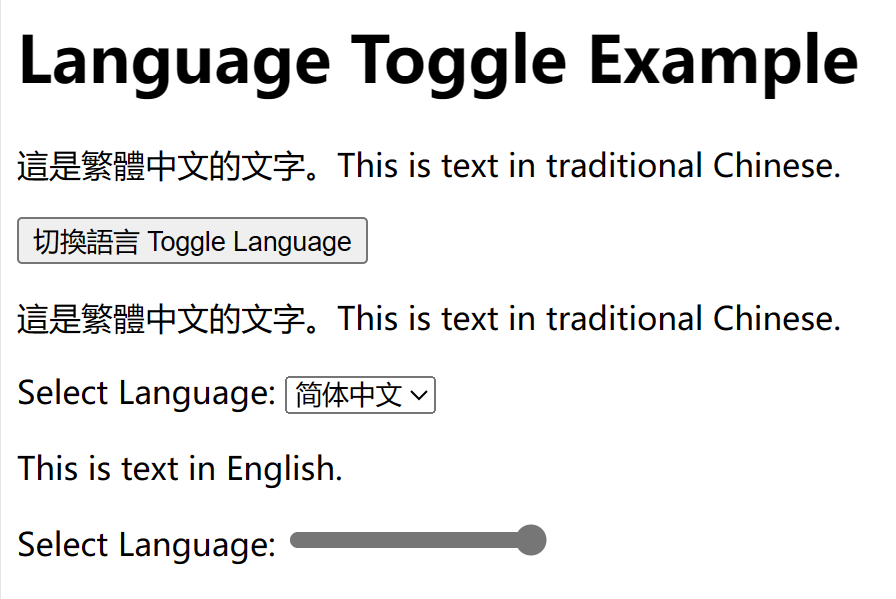 Language Toggle Example
這是繁體中文的文字。This is text in traditional Chinese.
切換語言 Toggle Language
這是繁體中文的文字。This is text in traditional Chinese.
Select Language: 简体中文
This is text in English.
Select Language: